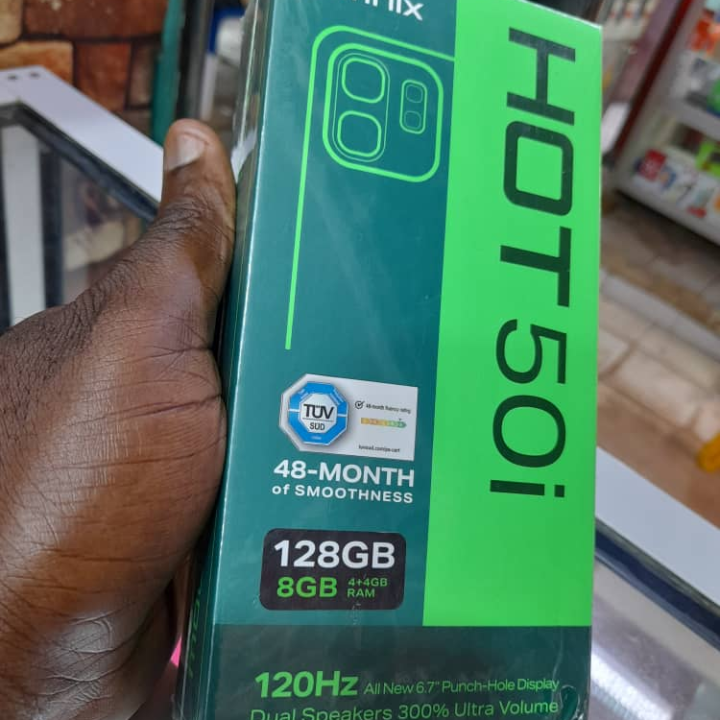 HOT 50i
TÜV
SÜD
48-MONTH
of SMOOTHNESS
128GB
8GB 4+4GB
RAM
120Hz All New 6.7" Punch-Hole Display
Dual Speakers 300% Ultra Volume